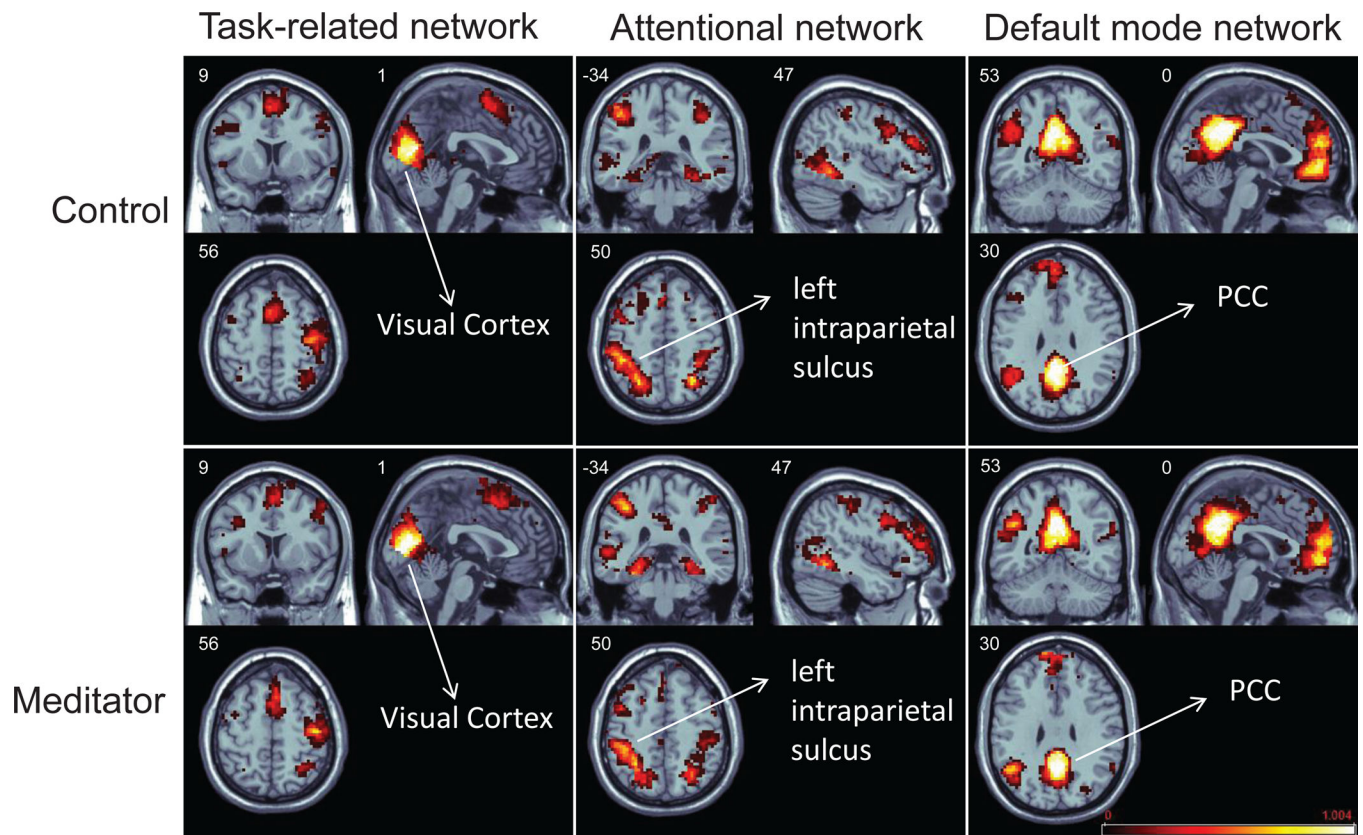 Task-related network
Attentional network
Default mode network
Control
9
1
-34
47
53
0
56
Visual Cortex
50
left
intraparietal
sulcus
30
PCC
Meditator
9
1
-34
47
53
0
56
Visual Cortex
50
left
intraparietal
sulcus
30
PCC
0
1.004